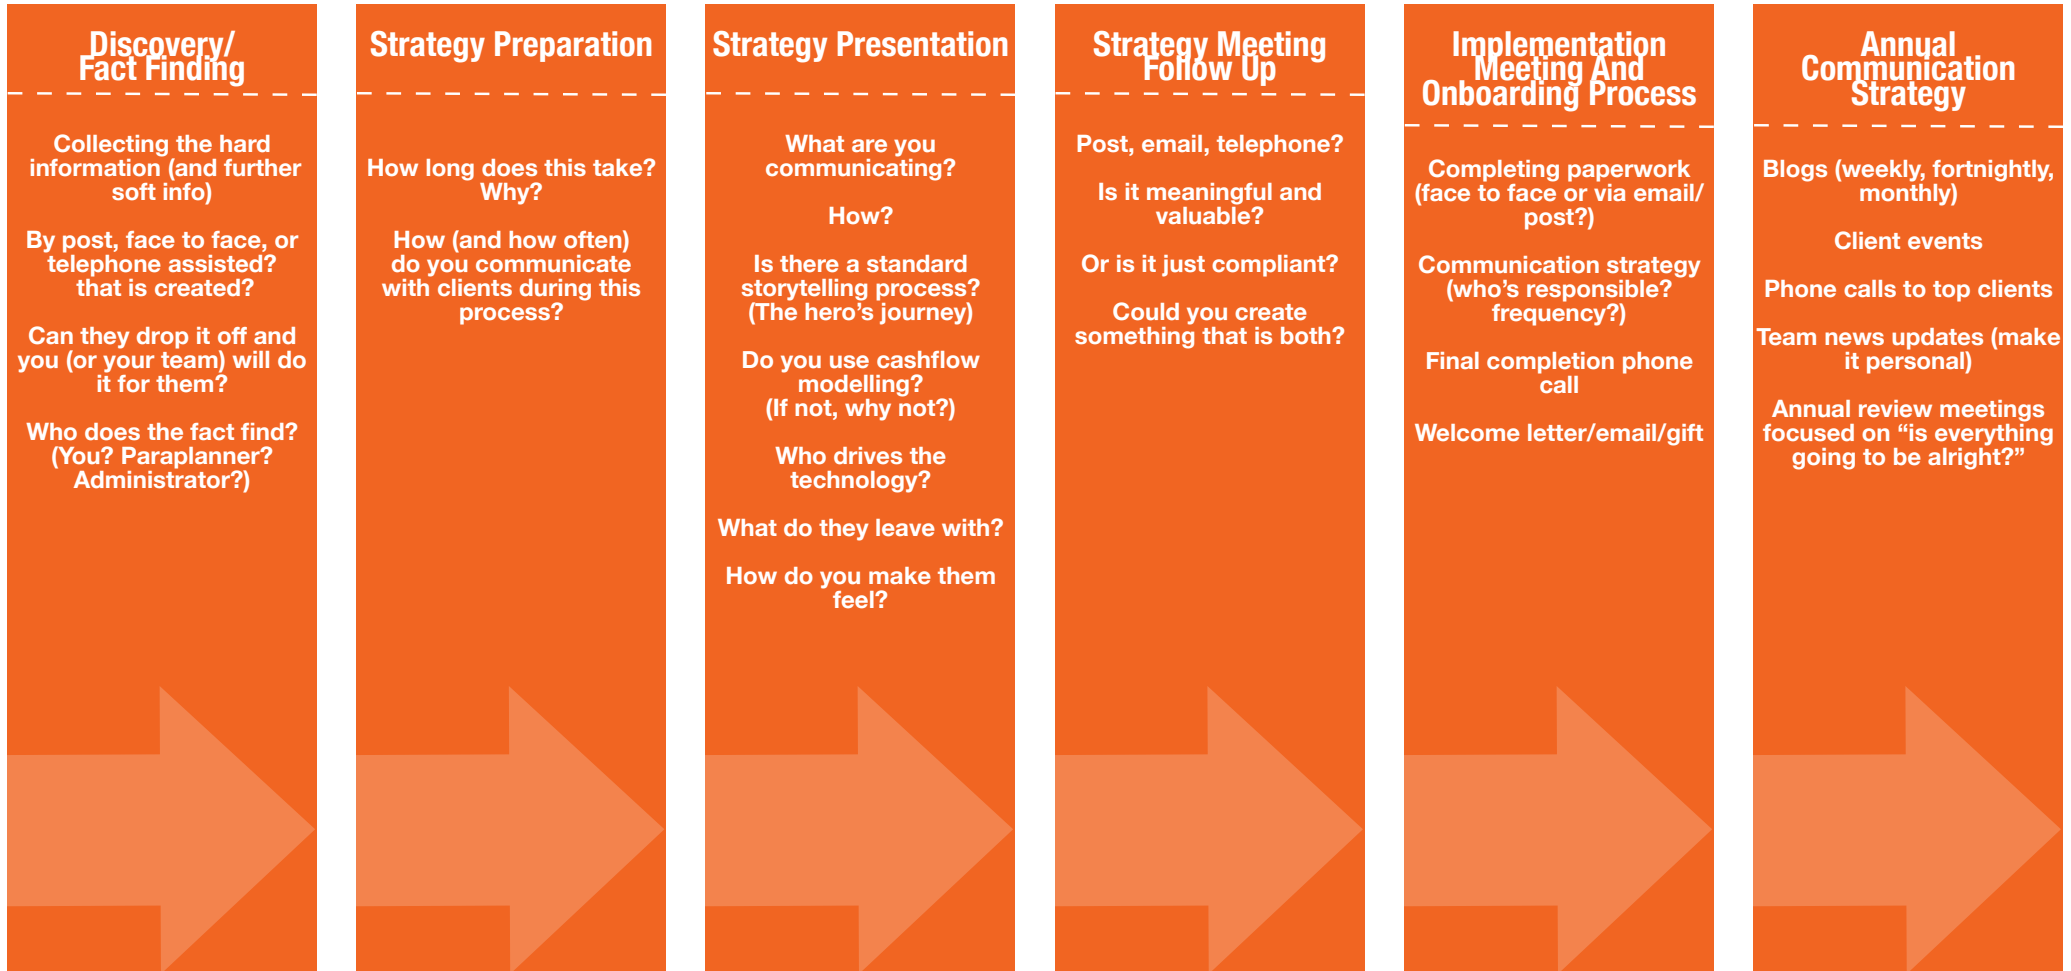 Discovery/
Fact Finding
Collecting the hard
information (and further
soft info)
By post, face to face, or
telephone assisted?
that is created?
Can they drop it off and
you (or your team) will do
it for them?
Who does the fact find?
(You? Paraplanner?
Administrator?)
Strategy Preparation
How long does this take?
Why?
How (and how often)
do you communicate
with clients during this
process?
Strategy Presentation
What are you
communicating?
How?
Is there a standard
storytelling process?
(The hero’s journey)
Do you use cashflow
modelling?
(If not, why not?)
Who drives the
technology?
What do they leave with?
How do you make them
feel?
Strategy Meeting
Follow Up
Post, email, telephone?
Is it meaningful and
valuable?
Or is it just compliant?
Could you create
something that is both?
Implementation
Meeting And
Onboarding Process
Completing paperwork
(face to face or via email/
post?)
Communication strategy
(who’s responsible?
frequency?)
Final completion phone
call
Welcome letter/email/gift
Annual
Communication
Strategy
Blogs (weekly, fortnightly,
monthly)
Client events
Phone calls to top clients
Team news updates (make
it personal)
Annual review meetings
focused on “is everything
going to be alright?”